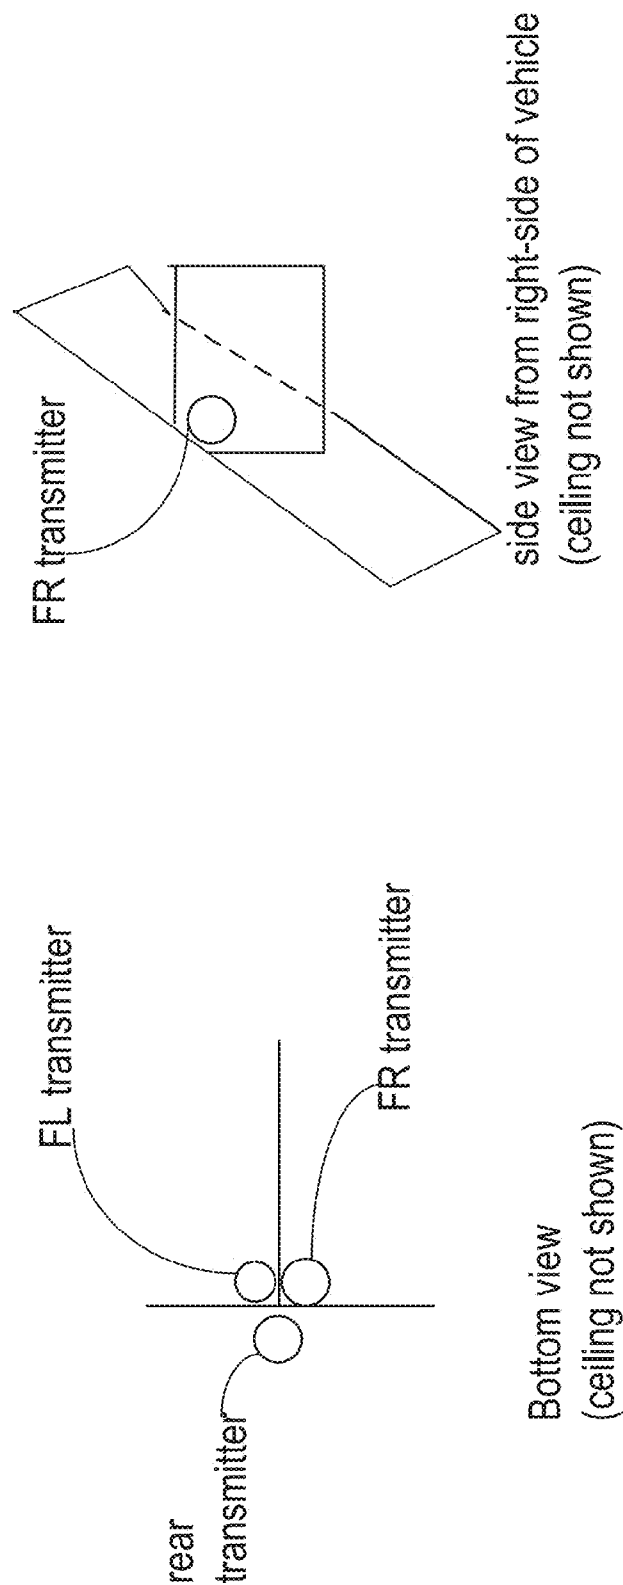 rear
transmitter
FL transmitter
FR transmitter
Bottom view
(ceiling not shown)
FR transmitter
side view from right-side of vehicle
(ceiling not shown)